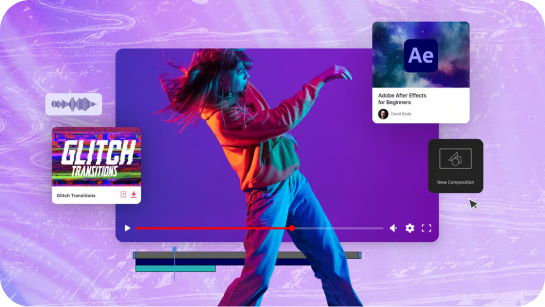 Ae
Adobe After Effects
for Beginners
GLITCH
TRANSITIONS
Glitch Transitions
New Composition